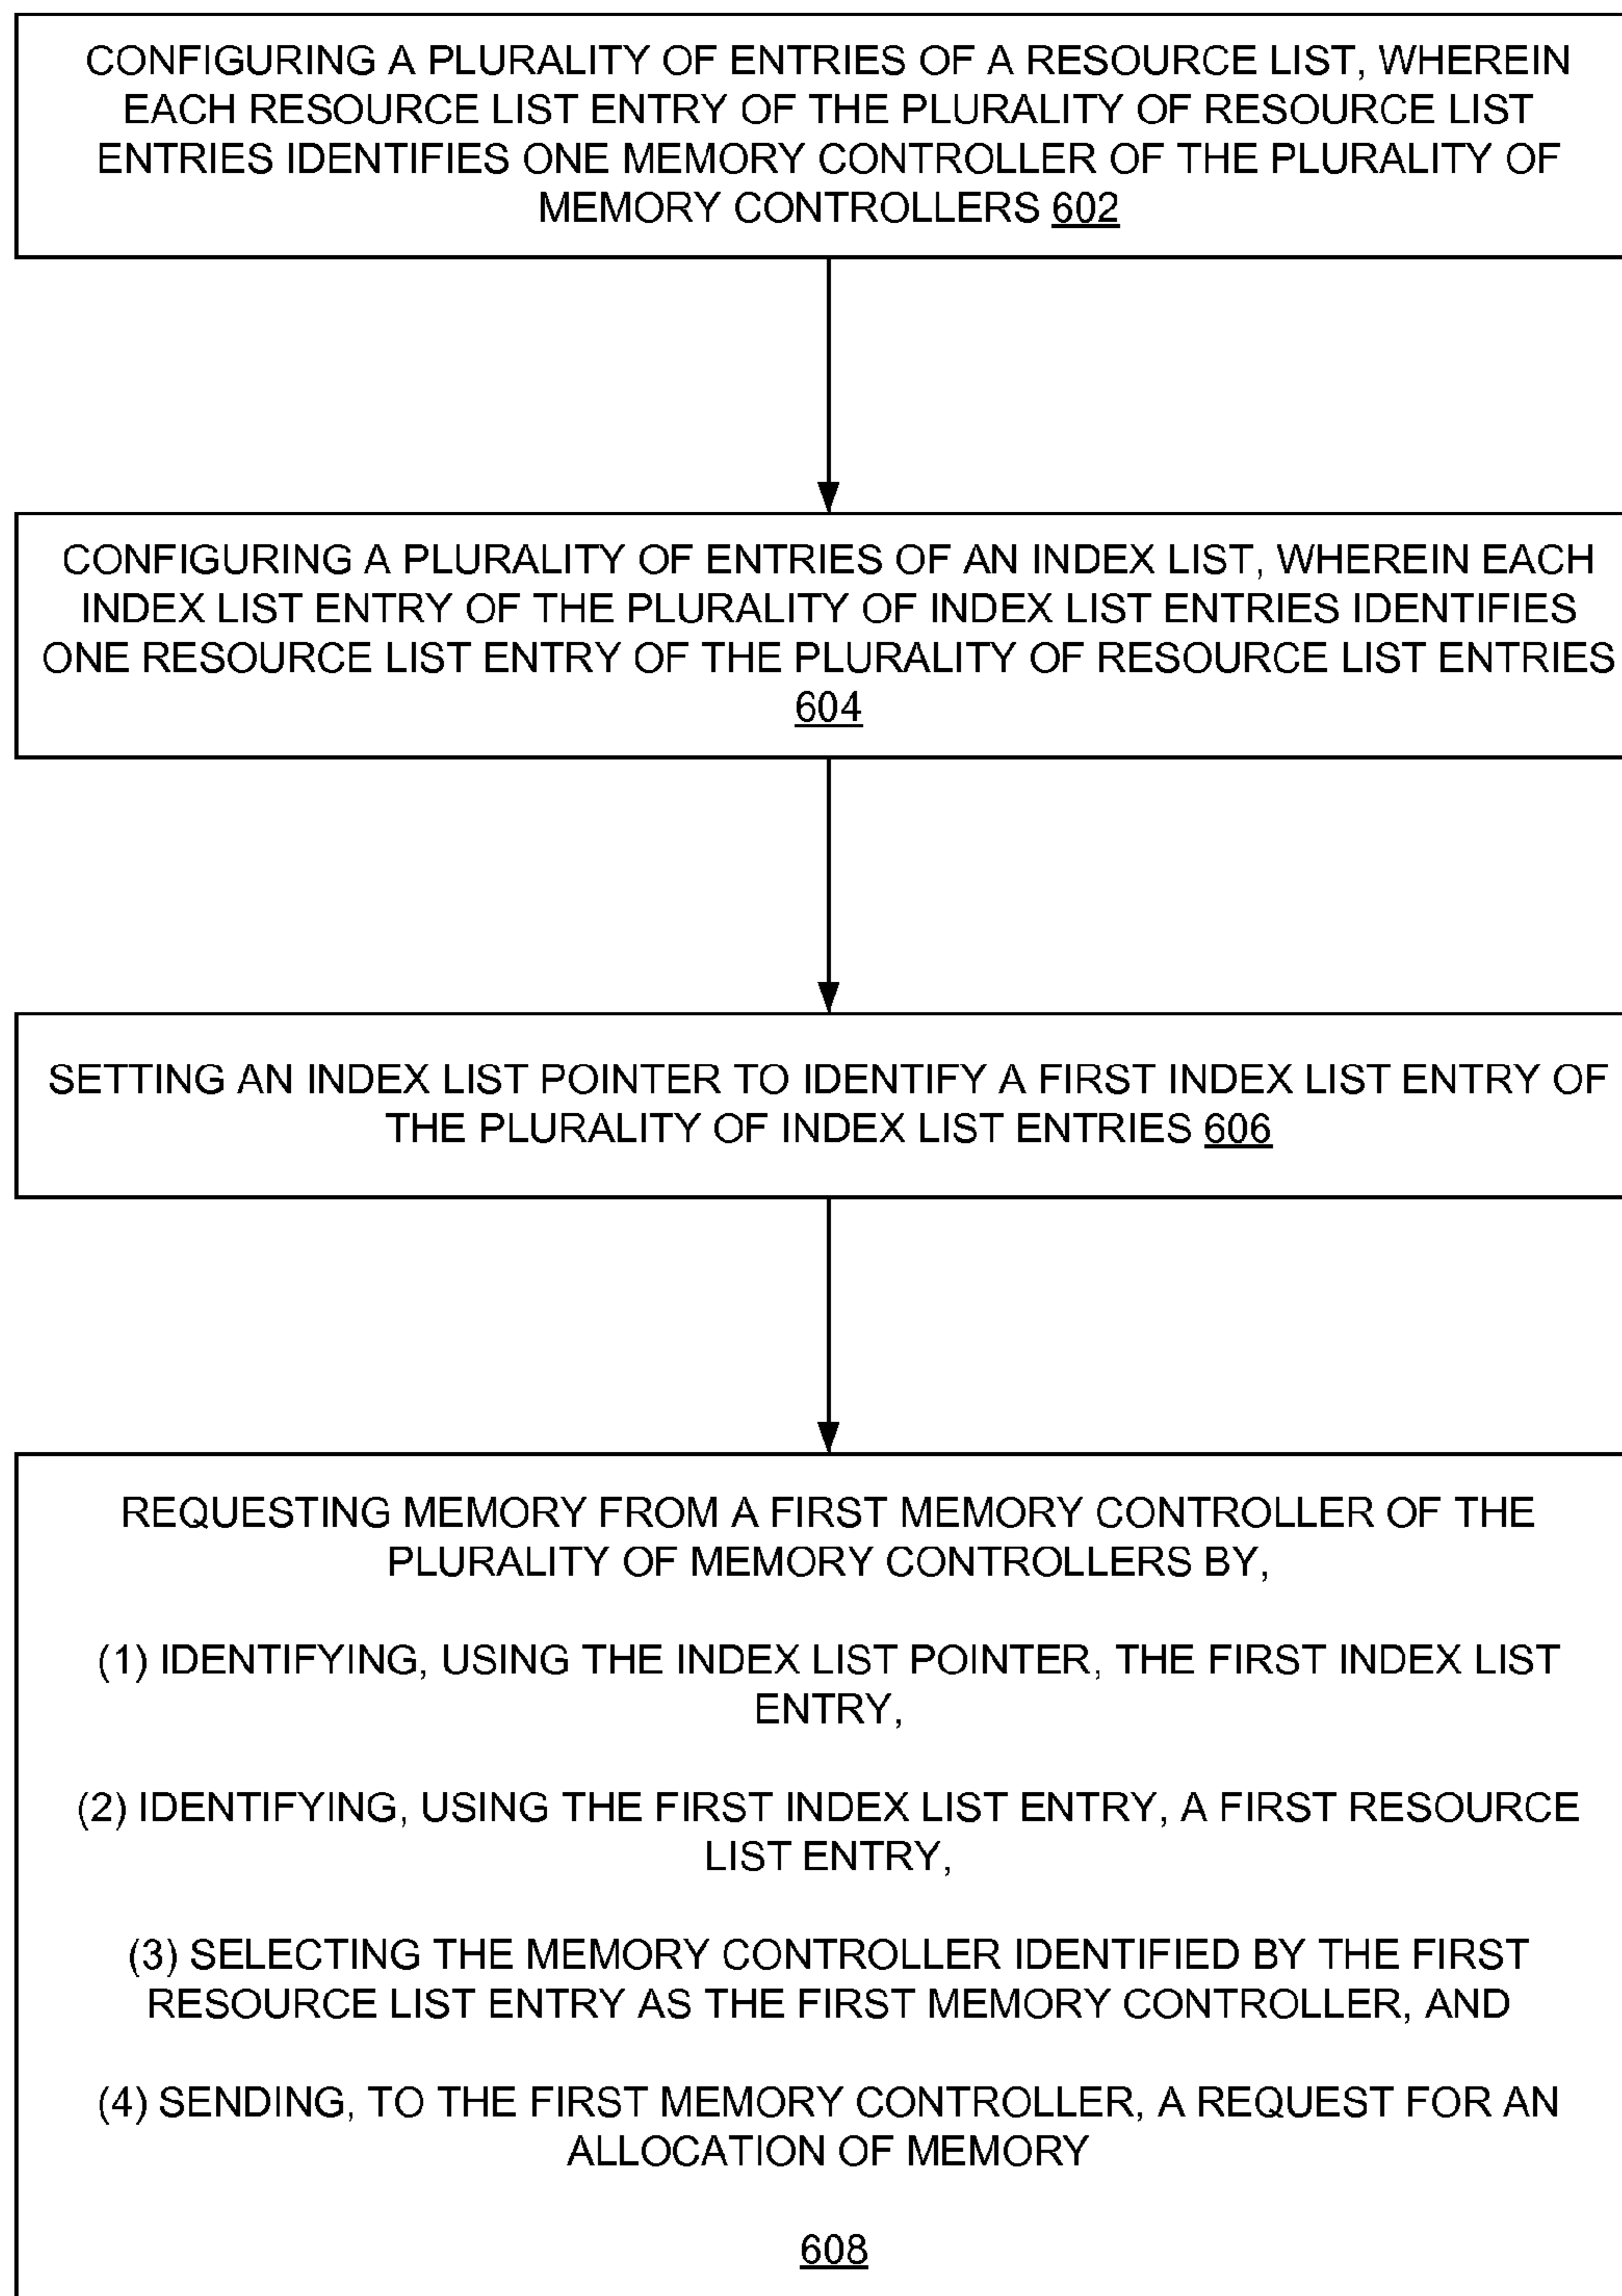 CONFIGURING A PLURALITY OF ENTRIES OF A RESOURCE LIST, WHEREIN
EACH RESOURCE LIST ENTRY OF THE PLURALITY OF RESOURCE LIST
ENTRIES IDENTIFIES ONE MEMORY CONTROLLER OF THE PLURALITY OF
MEMORY CONTROLLERS 602
CONFIGURING A PLURALITY OF ENTRIES OF AN INDEX LIST, WHEREIN EACH
INDEX LIST ENTRY OF THE PLURALITY OF INDEX LIST ENTRIES IDENTIFIES
ONE RESOURCE LIST ENTRY OF THE PLURALITY OF RESOURCE LIST ENTRIES
604
SETTING AN INDEX LIST POINTER TO IDENTIFY A FIRST INDEX LIST ENTRY OF
THE PLURALITY OF INDEX LIST ENTRIES 606
REQUESTING MEMORY FROM A FIRST MEMORY CONTROLLER OF THE
PLURALITY OF MEMORY CONTROLLERS BY,
(1) IDENTIFYING, USING THE INDEX LIST POINTER, THE FIRST INDEX LIST
ENTRY,
(2) IDENTIFYING, USING THE FIRST INDEX LIST ENTRY, A FIRST RESOURCE
LIST ENTRY,
(3) SELECTING THE MEMORY CONTROLLER IDENTIFIED BY THE FIRST
RESOURCE LIST ENTRY AS THE FIRST MEMORY CONTROLLER, AND
(4) SENDING, TO THE FIRST MEMORY CONTROLLER, A REQUEST FOR AN
ALLOCATION OF MEMORY
608